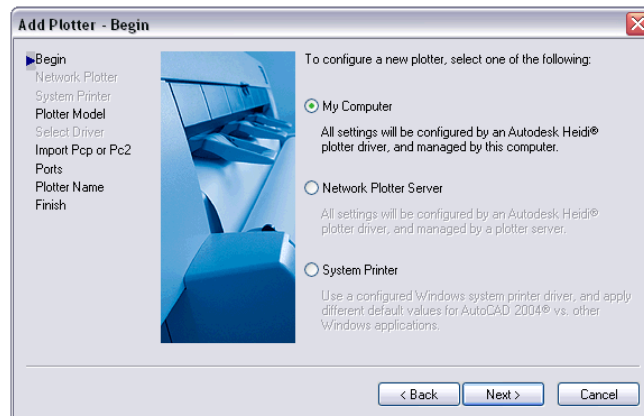 Add Plotter - Begin
Begin
Network Plotter
System Printer
Plotter Model
Select Driver
Import Pcp or Pc2
Ports
Plotter Name
Finish
To configure a new plotter, select one of the following:
My Computer
All settings will be configured by an Autodesk Heidi®
plotter driver, and managed by this computer.
Network Plotter Server
All settings will be configured by an Autodesk Heidi®
plotter driver, and managed by a plotter server.
System Printer
Use a configured Windows system printer driver, and apply
different default values for AutoCAD 2004® vs. other
Windows applications.
< Back
Next >
Cancel